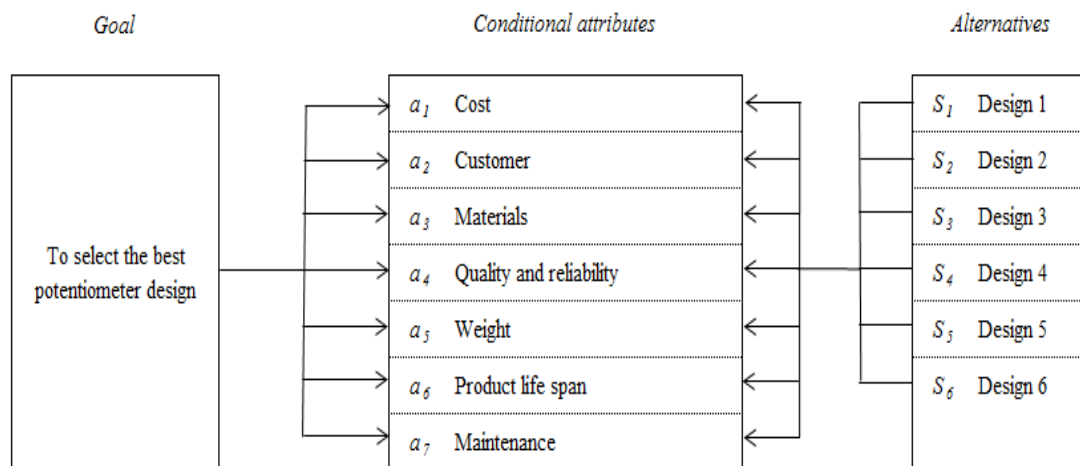 Goal
Conditional attributes
Alternatives
To select the best
potentiometer design
a1 Cost
a2 Customer
a3 Materials
a4 Quality and reliability
a5 Weight
a6 Product life span
a7 Maintenance
S1 Design 1
S2 Design 2
S3 Design 3
S4 Design 4
S5 Design 5
S6 Design 6